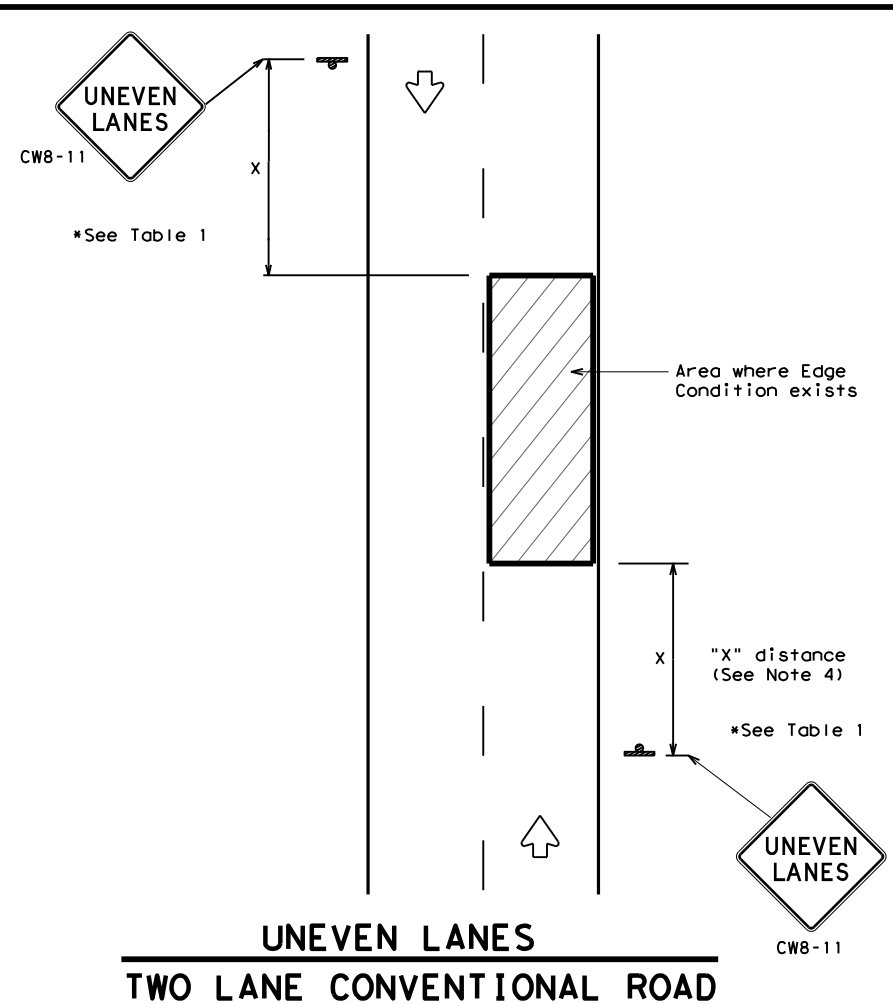 UNEVEN
LANES
CW8-11
X
*See Table 1
Area where Edge
Condition exists
X
"X" distance
(See Note 4)
*See Table 1
UNEVEN
LANES
CW8-11
UNEVEN LANES
TWO LANE CONVENTIONAL ROAD